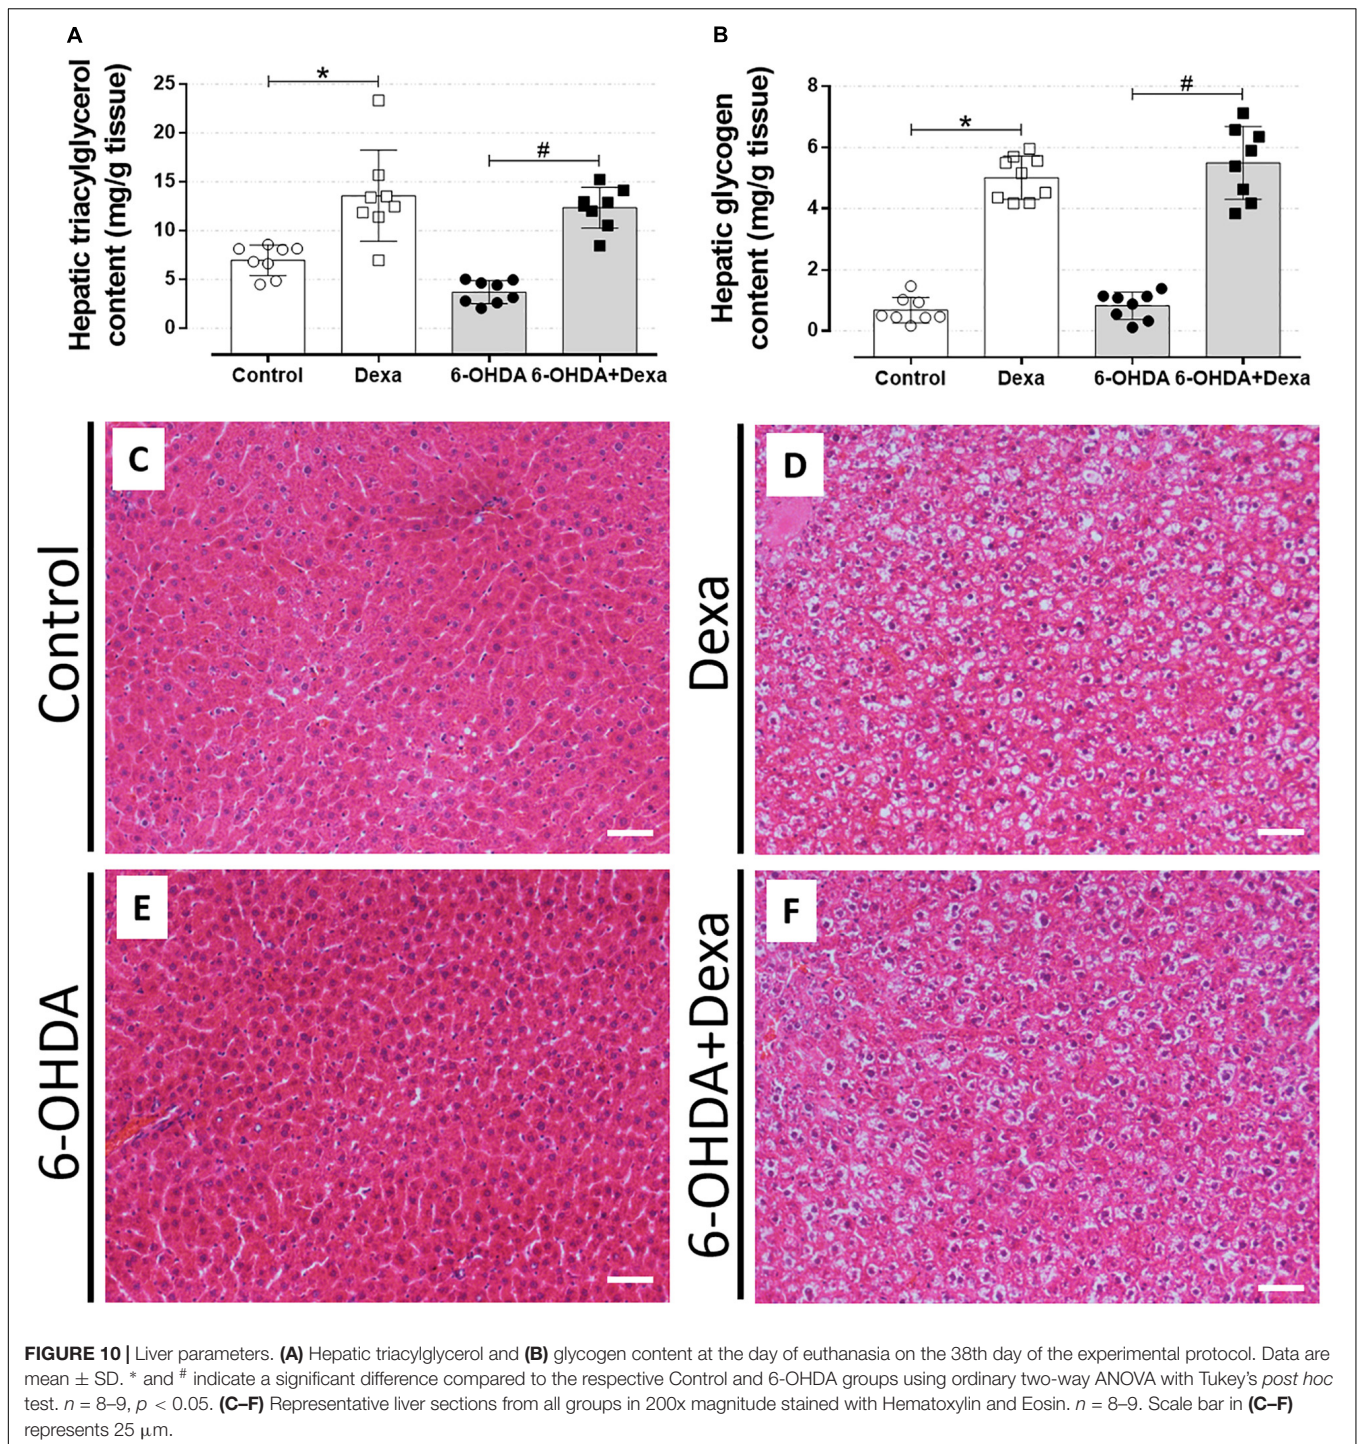 A
B
Hepatic triacylglycerol
content (mg/g tissue)
25
20
15
10
5
0
*
#
Control
Dexa
6-OHDA
6-OHDA+Dexa
Hepatic glycogen
content (mg/g tissue)
8
6
4
2
0
*
#
Control
Dexa
6-OHDA
6-OHDA+Dexa
Control
C
Dexa
D
6-OHDA
E
6-OHDA+Dexa
F
FIGURE 10 | Liver parameters. (A) Hepatic triacylglycerol and (B) glycogen content at the day of euthanasia on the 38th day of the experimental protocol. Data are
mean ± SD. * and # indicate a significant difference compared to the respective Control and 6-OHDA groups using ordinary two-way ANOVA with Tukey's post hoc
test. n = 8–9, p < 0.05. (C–F) Representative liver sections from all groups in 200x magnitude stained with Hematoxylin and Eosin. n = 8–9. Scale bar in (C–F)
represents 25 μm.